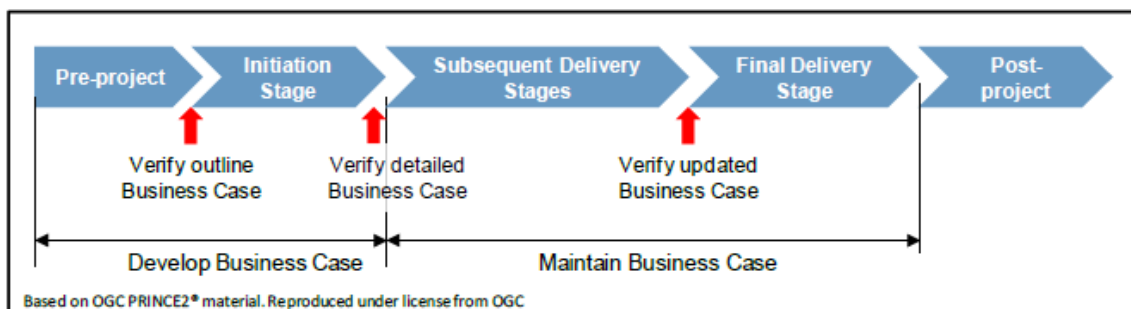 Pre-project
Initiation
Stage
Subsequent Delivery
Stages
Final Delivery
Stage
Post-
project
Verify outline
Business Case
Verify detailed
Business Case
Verify updated
Business Case
Develop Business Case
Maintain Business Case
Based on OGC PRINCE2® material. Reproduced under license from OGC